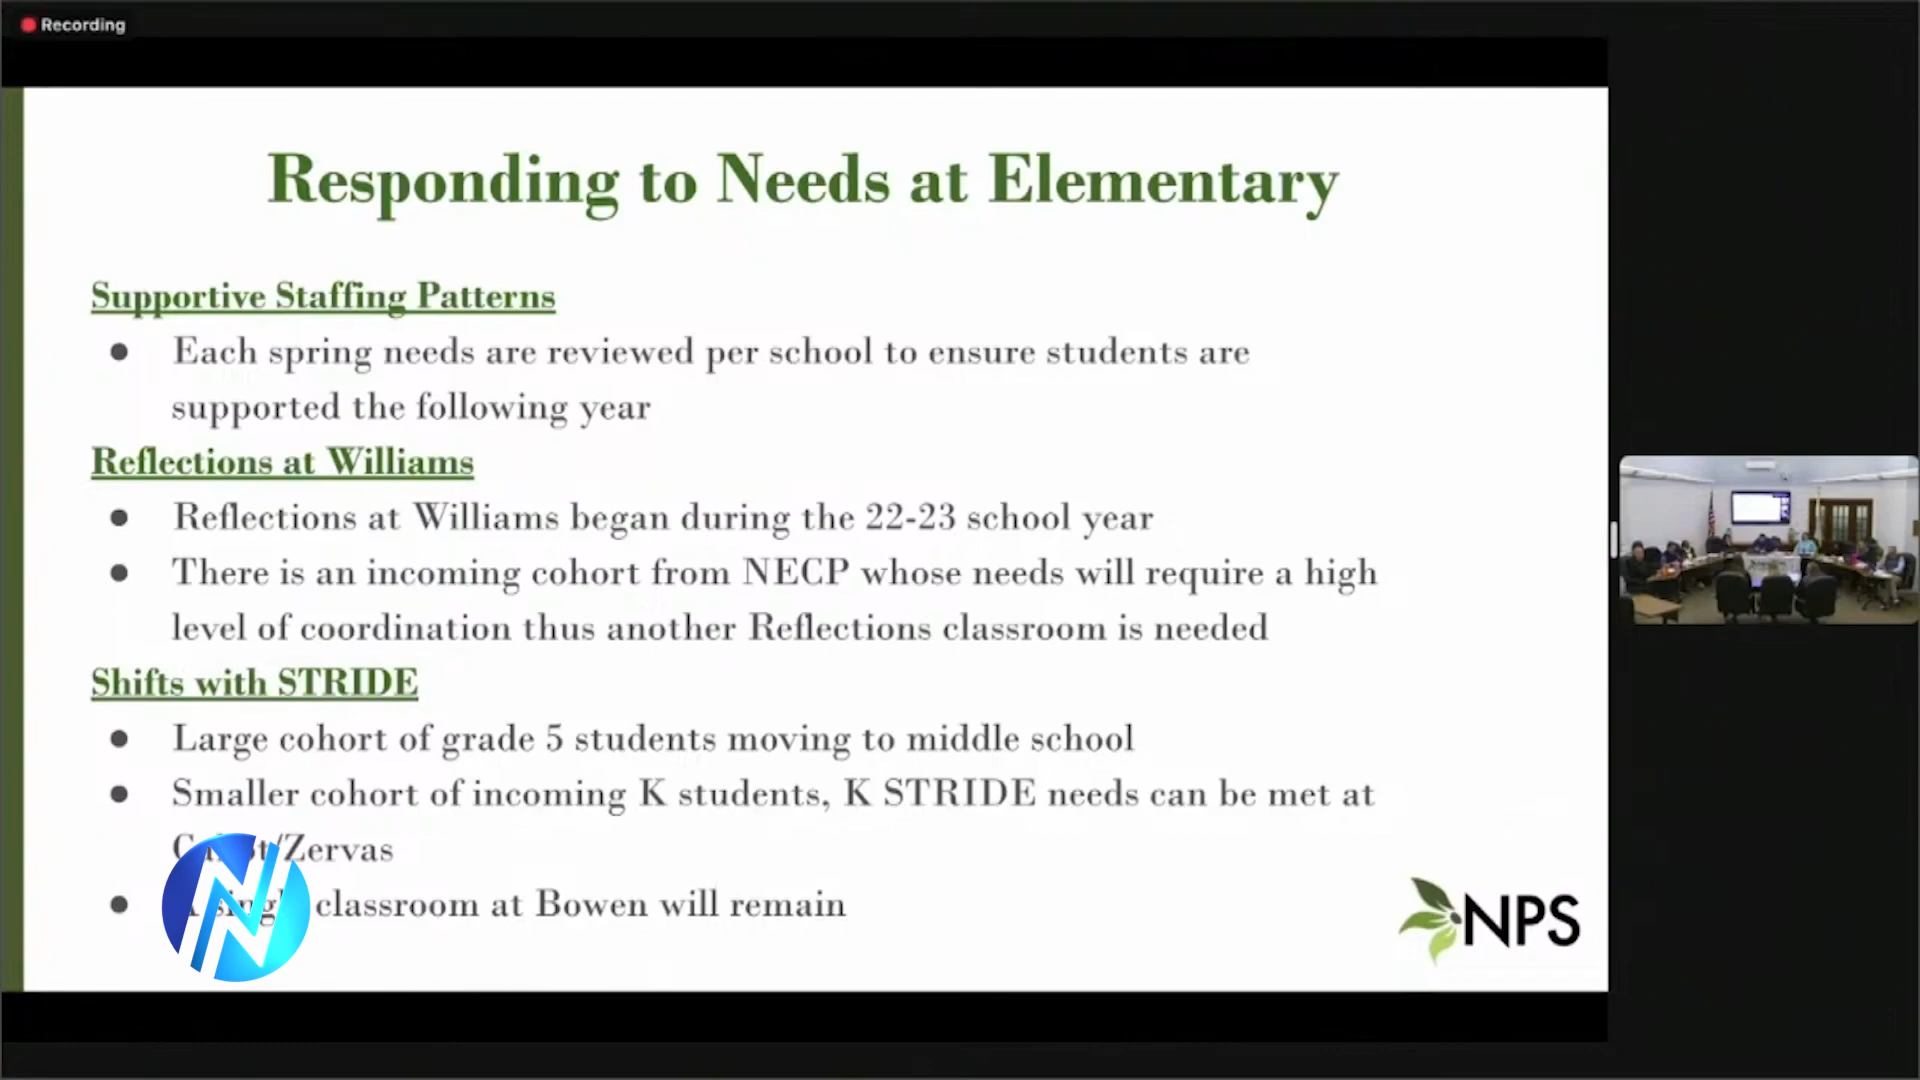 Recording
Responding to Needs at Elementary
Supportive Staffing Patterns
● Each spring needs are reviewed per school to ensure students are
supported the following year
Reflections at Williams
● Reflections at Williams began during the 22-23 school year
● There is an incoming cohort from NECP whose needs will require a high
level of coordination thus another Reflections classroom is needed
Shifts with STRIDE
● Large cohort of grade 5 students moving to middle school
● Smaller cohort of incoming K students, K STRIDE needs can be met at
/Zervas
● classroom at Bowen will remain
NPS